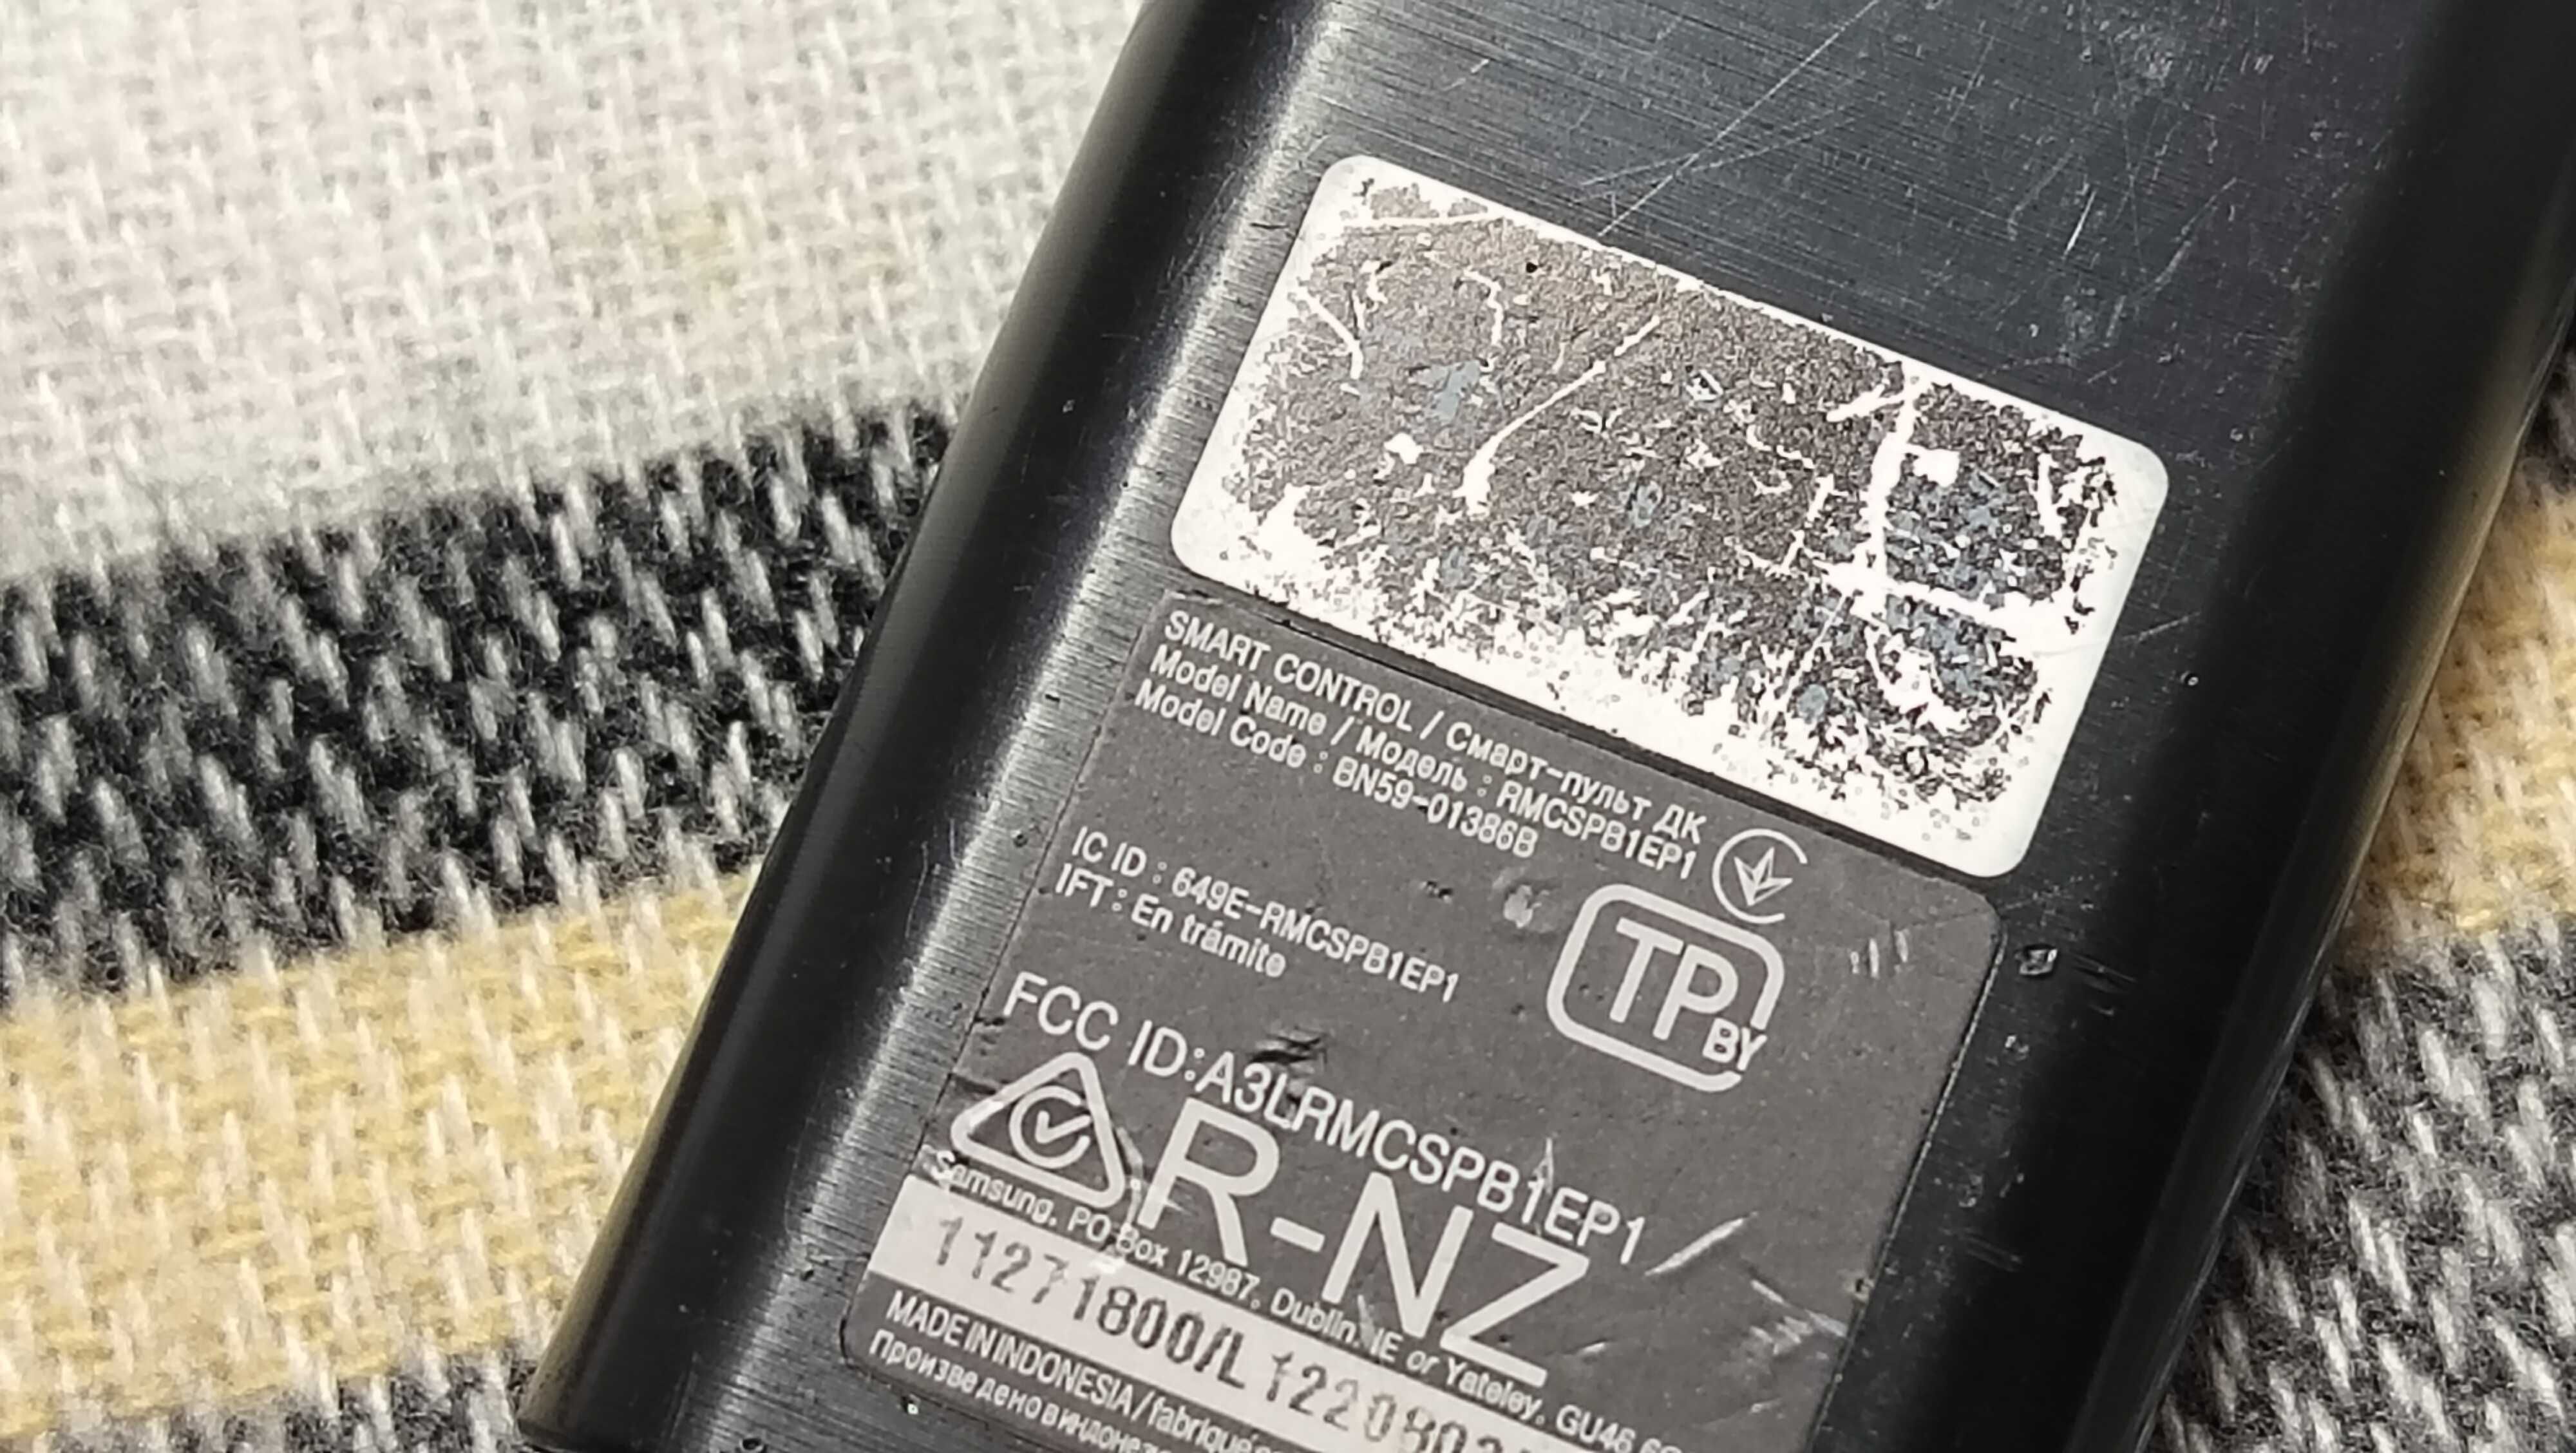 SMART CONTROL / Смарт-пульт ДК
Model Name / Модель : RMCSPB1EP1
Model Code : BN59-01386B
IC ID : 649E-RMCSPB1EP1
IFT : En trámite
TP BY
FCC ID:A3LRMCSPB1EP1
R-NZ
Samsung, PO Box 12987, Dublin. IE or Yateley, GU46
11271800/L
MADE IN INDONESIA / fabriqué
Произведено в